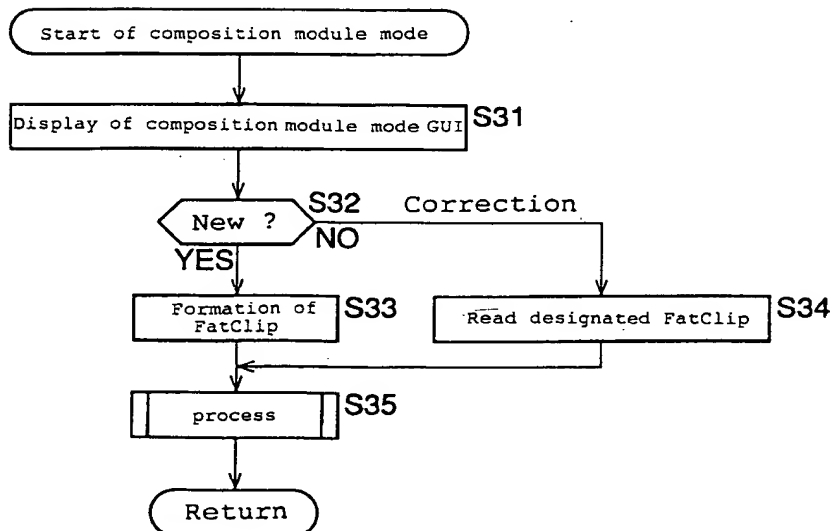 Start of composition module mode
Display of composition module mode GUI
S31
S32
New ?
Correction
NO
YES
Formation of
FatClip
S33
Read designated FatClip
S34
process
S35
Return